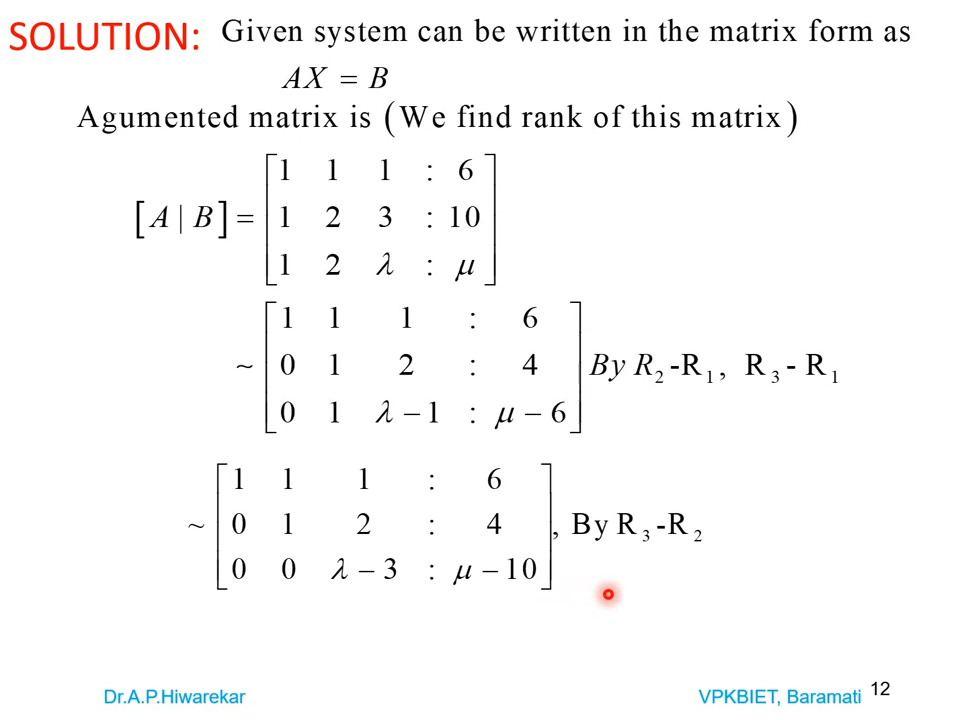 SOLUTION: Given system can be written in the matrix form as
AX = B
Agumented matrix is (We find rank of this matrix)
[A | B] = [1 1 1 : 6
1 2 3 : 10
1 2 λ : μ]
~ [1 1 1 : 6
0 1 2 : 4
0 1 λ – 1 : μ – 6] By R₂ -R₁, R₃ - R₁
~ [1 1 1 : 6
0 1 2 : 4
0 0 λ – 3 : μ – 10], By R₃ -R₂
Dr.A.P.Hiwarekar VPKBIET, Baramati 12